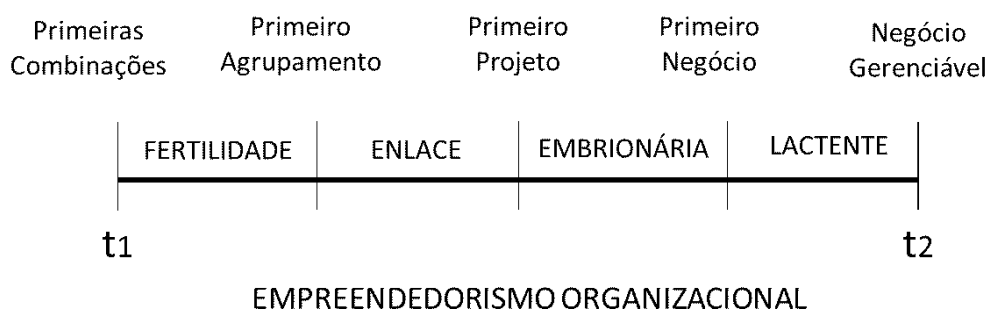 Primeiras
Combinações
Primeiro
Agrupamento
Primeiro
Projeto
Primeiro
Negócio
Negócio
Gerenciável
FERTILIDADE
ENLACE
EMBRIONÁRIA
LACTENTE
t1
t2
EMPREENDEDORISMO ORGANIZACIONAL